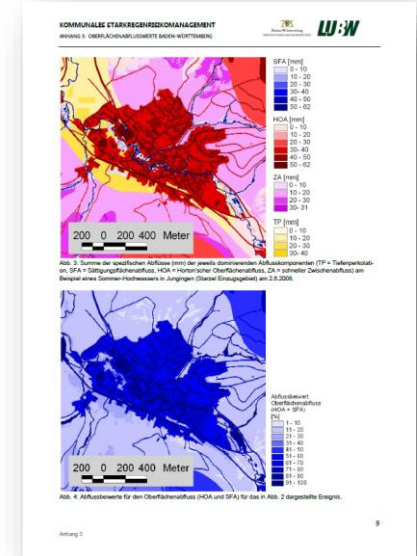 KOMMUNALES STARKREGENRISIKOMANAGEMENT
ANHANG 3: OBERFLÄCHENABFLUSSWERTE BADEN-WÜRTTEMBERG
Baden-Württemberg
LUBW
SFA [mm]
0 - 10
10 - 20
20 - 30
30- 40
40 - 50
50 - 62
HOA [mm]
0 - 10
10 - 20
20 - 30
30- 40
40 - 50
50 - 62
ZA [mm]
0 - 10
10 - 20
20 - 30
30- 31
TP [mm]
0 - 10
10 - 20
20 - 30
30 - 40
200 0 200 400 Meter
Abb. 3: Summe der spezifischen Abflüsse (mm) der jeweils dominierenden Abflusskomponenten (TP = Tiefenperkolati-
on, SFA = Sättigungsflächenabfluss, HOA = Horton'scher Oberflächenabfluss, ZA = schneller Zwischenabfluss) am
Beispiel eines Sommer-Hochwassers in Jungingen (Starzel Einzugsgebiet) am 2.6.2008.
Abflussbeiwert
Oberflächenabfluss
(HOA + SFA)
[%]
1 - 10
11 - 20
21 - 30
31 - 40
41 - 50
51 - 60
61 - 70
71 - 80
81 - 90
91 - 100
200 0 200 400 Meter
Abb. 4: Abflussbeiwerte für den Oberflächenabfluss (HOA und SFA) für das in Abb. 2 dargestellte Ereignis.
9
Anhang 3